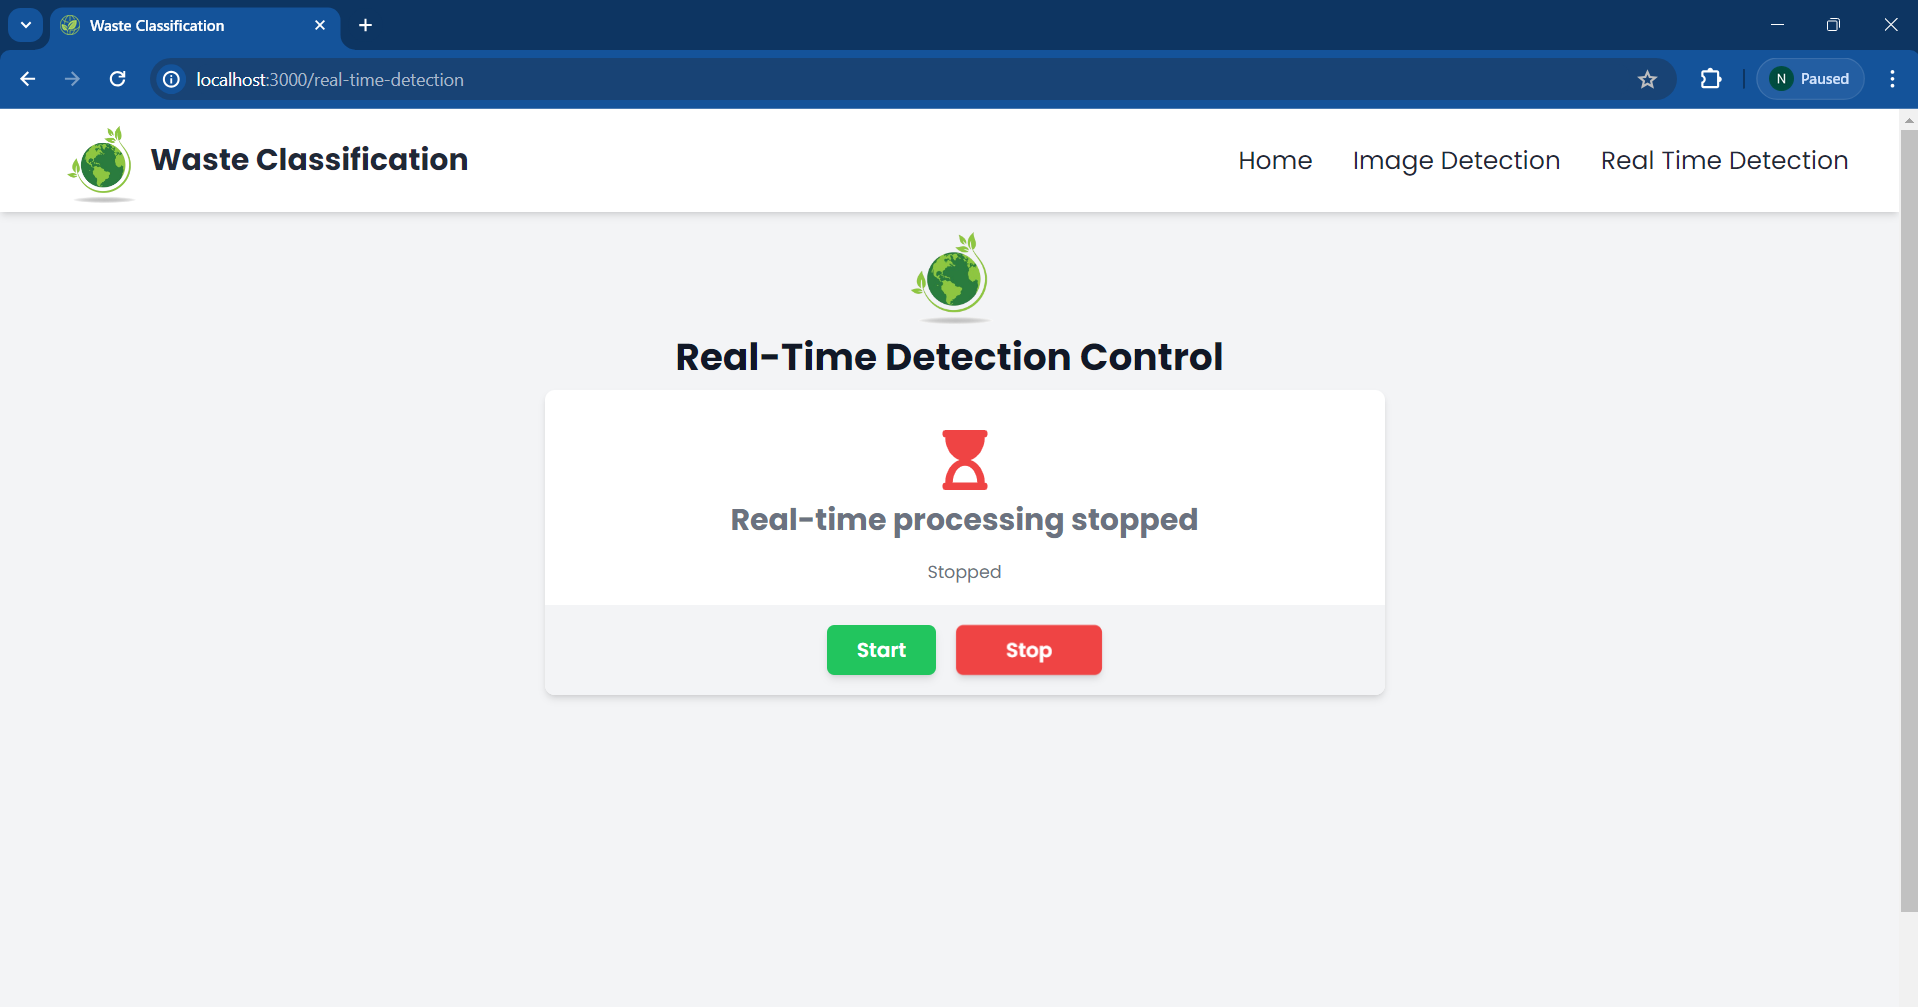 Waste Classification
localhost:3000/real-time-detection
N Paused
Waste Classification
Home Image Detection Real Time Detection
Real-Time Detection Control
Real-time processing stopped
Stopped
Start Stop